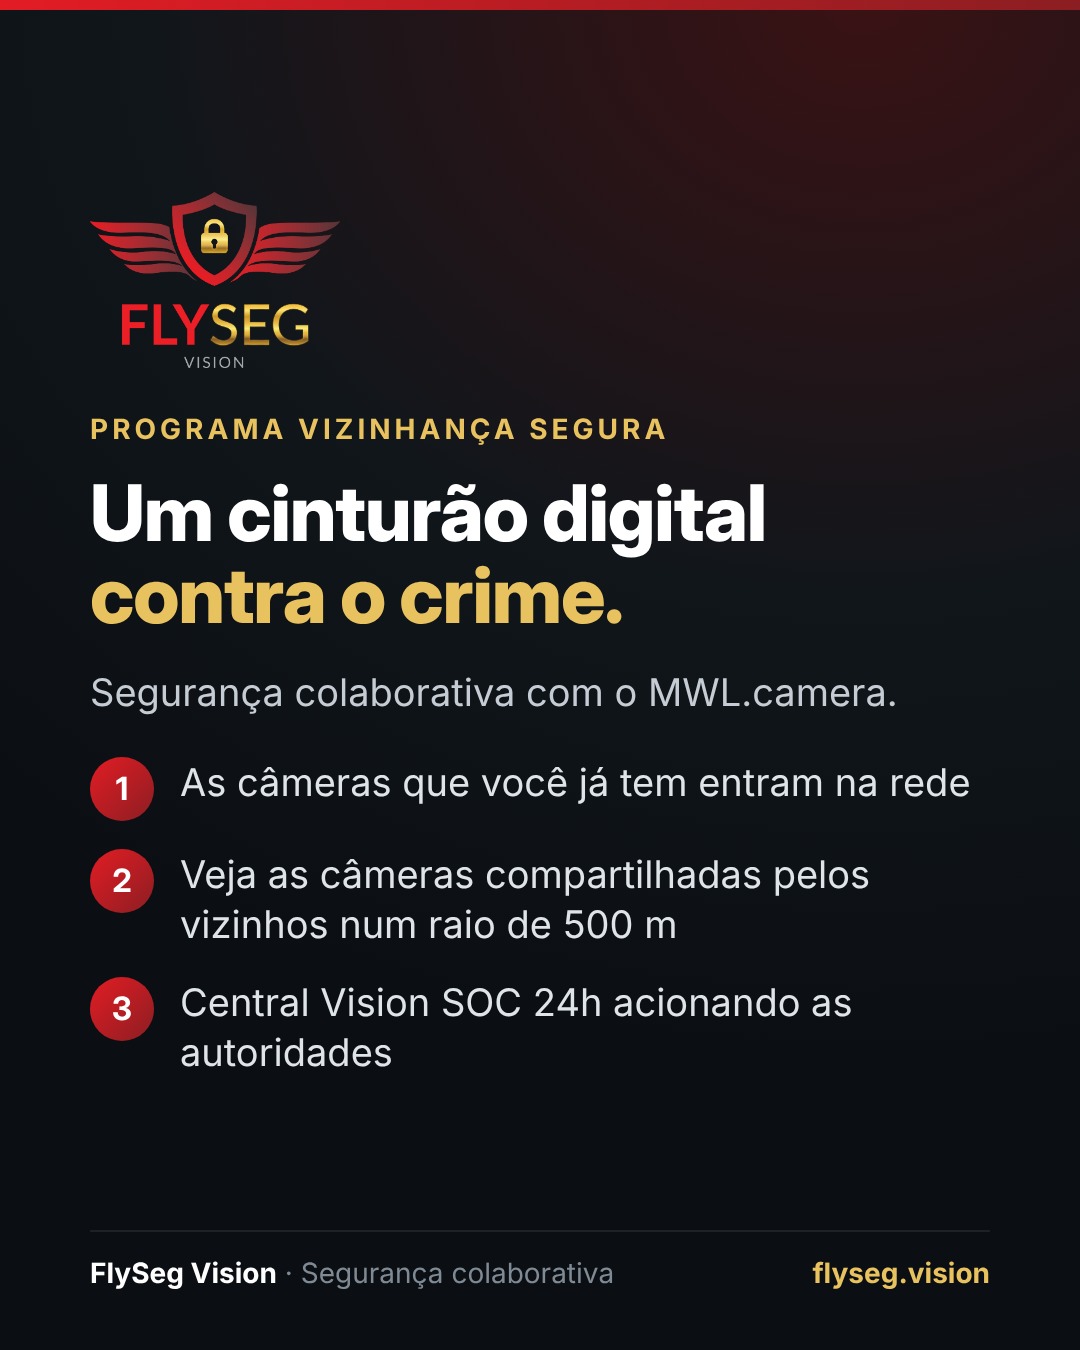 FLYSEG
VISION
PROGRAMA VIZINHANÇA SEGURA
Um cinturão digital
contra o crime.
Segurança colaborativa com o MWL.camera.
1 As câmeras que você já tem entram na rede
2 Veja as câmeras compartilhadas pelos
vizinhos num raio de 500 m
3 Central Vision SOC 24h acionando as
autoridades
FlySeg Vision · Segurança colaborativa flyseg.vision